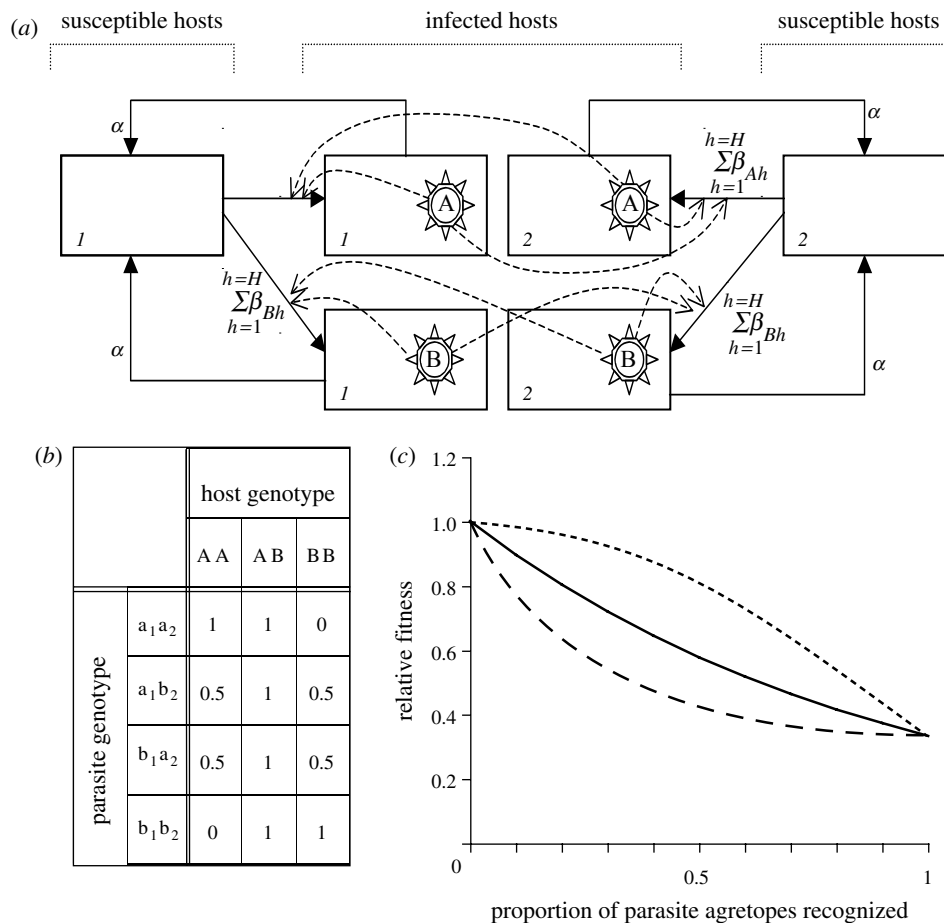 (a)
susceptible hosts
infected hosts
susceptible hosts
α
α
1
1
A
2
A
2
h=H
ΣβAh
h=1
h=H
ΣβBh
h=1
h=H
ΣβBh
h=1
α
α
1
B
2
B
(b)
host genotype
A A
A B
B B
parasite genotype
a1a2
1
1
0
a1b2
0.5
1
0.5
b1a2
0.5
1
0.5
b1b2
0
1
1
(c)
1.2
1.0
0.8
0.6
0.4
0.2
0
0.5
1
relative fitness
proportion of parasite agretopes recognized